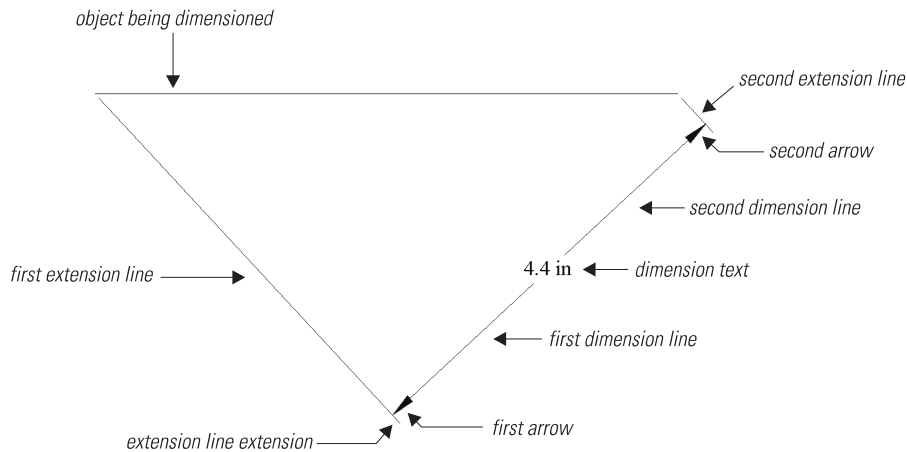 object being dimensioned
second extension line
second arrow
second dimension line
4.4 in
dimension text
first extension line
first dimension line
first arrow
extension line extension